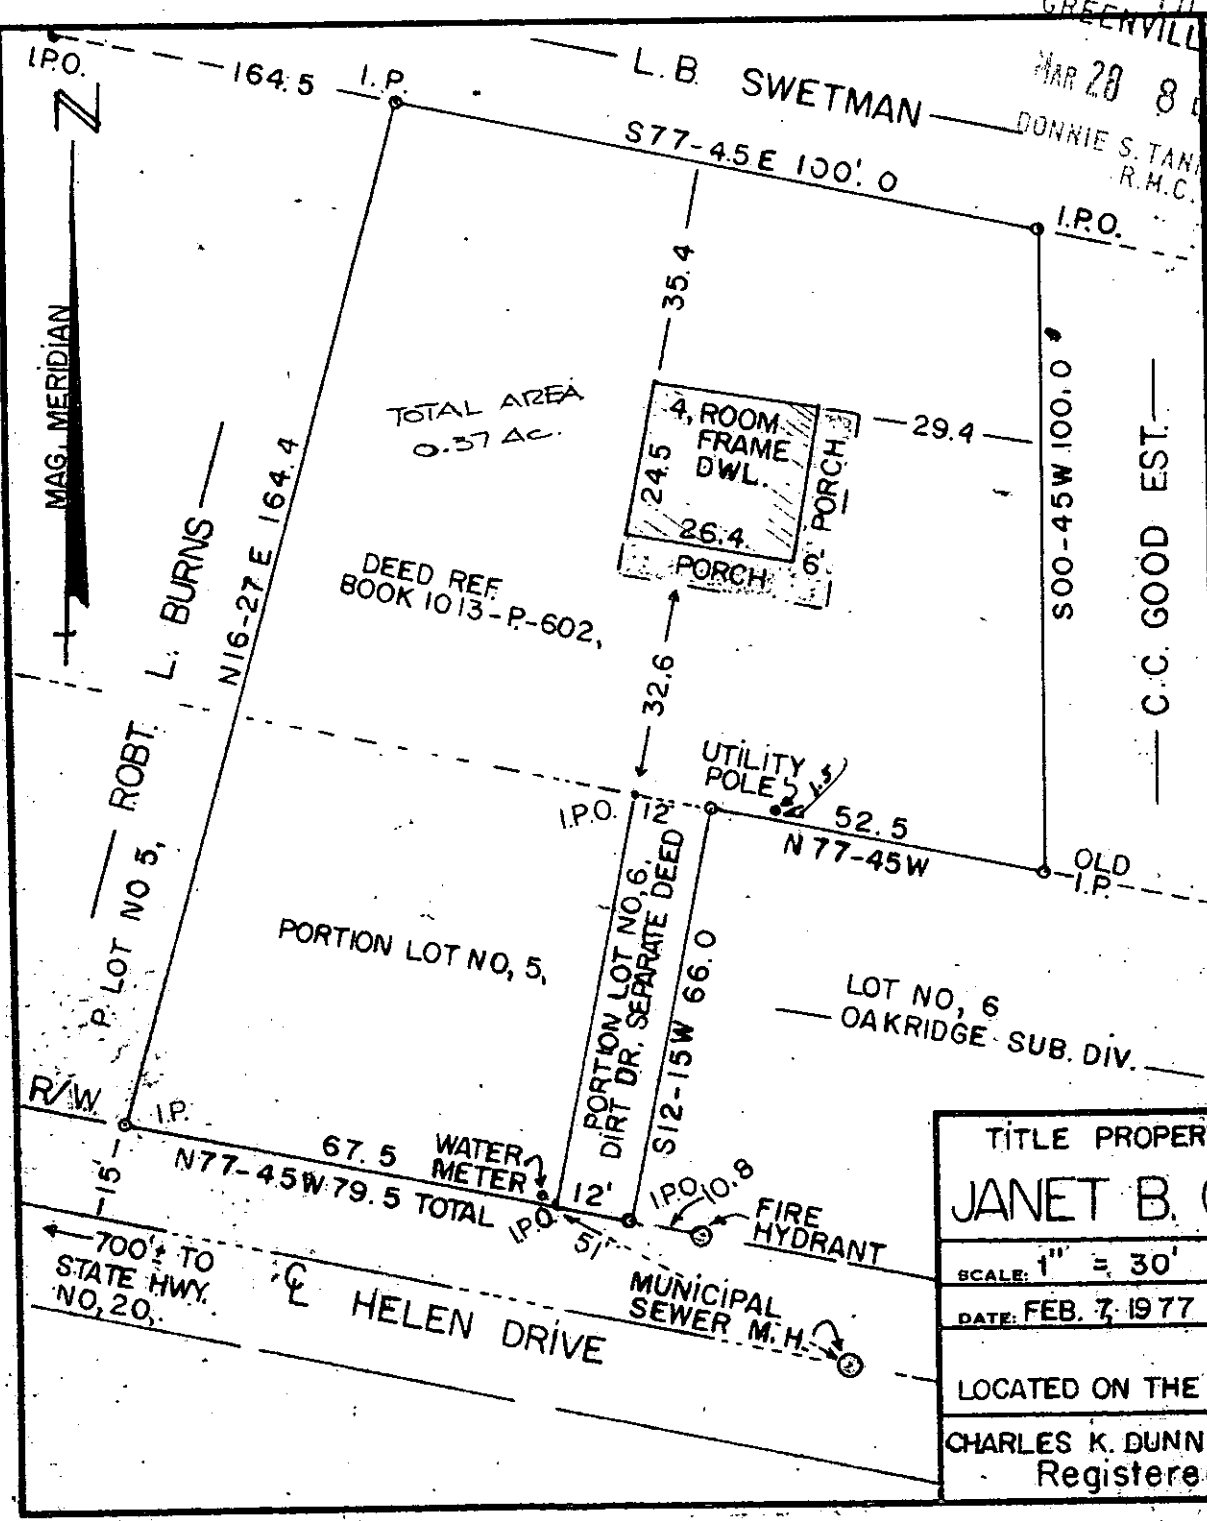 GREENVILL
MAR 28 8
DONNIE S. TAN
R.M.C.
I.P.O.
164.5
I.P.
L.B. SWETMAN
S77-45E 100'.0
I.P.O.
MAG. MERIDIAN
35.4
TOTAL AREA
0.37 AC.
4, ROOM
FRAME
DWL.
24.5
26.4
PORCH
6'
PORCH
29.4
S00-45W 100.0
C.C. GOOD EST.
N16-27E 164.4
DEED REF.
BOOK 1013-P-602,
32.6
P. LOT NO 5, ROBT. L. BURNS
UTILITY
POLE
1.5
I.P.O.
12'
52.5
N 77-45W
OLD
I.P.
PORTION LOT NO, 5,
PORTION LOT NO, 6,
DIRT DR, SEPARATE DEED
S12-15W 66.0
LOT NO, 6
OAKRIDGE SUB. DIV.
R/W
I.P.
15'
67.5
N77-45W 79.5 TOTAL
WATER
METER
12'
I.P.O.
I.P.O.
10.8
51'
FIRE
HYDRANT
700'± TO
STATE HWY.
NO, 20,
℄ HELEN DRIVE
MUNICIPAL
SEWER M.H.
TITLE PROPER
JANET B.
SCALE: 1" = 30'
DATE: FEB. 7, 1977
LOCATED ON THE
CHARLES K. DUNN
Registere